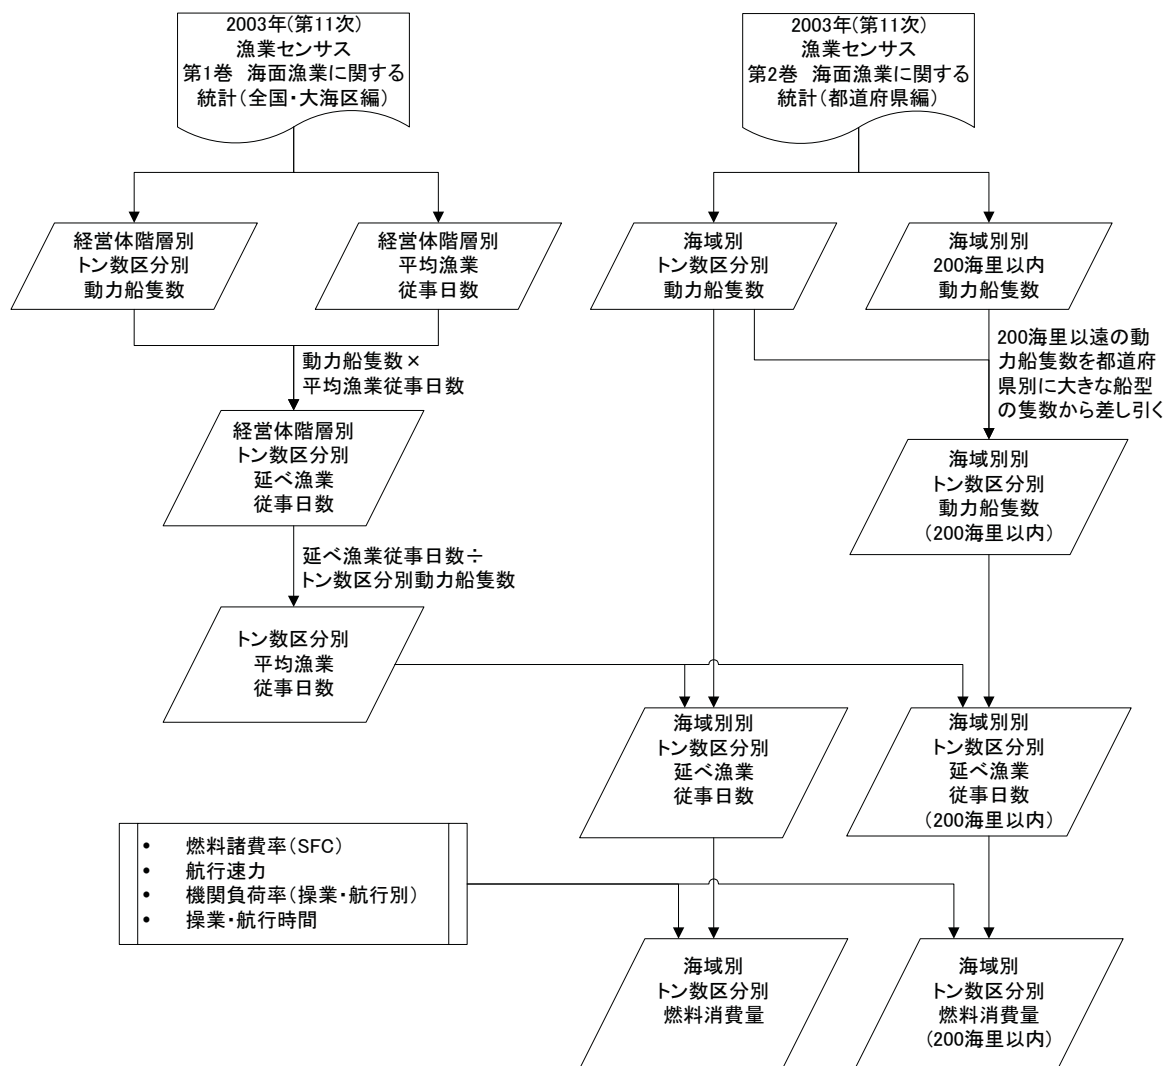 2003年(第11次)
漁業センサス
第1巻 海面漁業に関する
統計(全国・大海区編)
2003年(第11次)
漁業センサス
第2巻 海面漁業に関する
統計(都道府県編)
経営体階層別
トン数区分別
動力船隻数
経営体階層別
平均漁業
従事日数
海域別
トン数区分別
動力船隻数
海域別別
200海里以内
動力船隻数
動力船隻数×
平均漁業従事日数
200海里以遠の動
力船隻数を都道府
県別に大きな船型
の隻数から差し引く
経営体階層別
トン数区分別
延べ漁業
従事日数
海域別別
トン数区分別
動力船隻数
(200海里以内)
延べ漁業従事日数÷
トン数区分別動力船隻数
トン数区分別
平均漁業
従事日数
海域別別
トン数区分別
延べ漁業
従事日数
海域別別
トン数区分別
延べ漁業
従事日数
(200海里以内)
• 燃料諸費率(SFC)
• 航行速力
• 機関負荷率(操業・航行別)
• 操業・航行時間
海域別
トン数区分別
燃料消費量
海域別
トン数区分別
燃料消費量
(200海里以内)